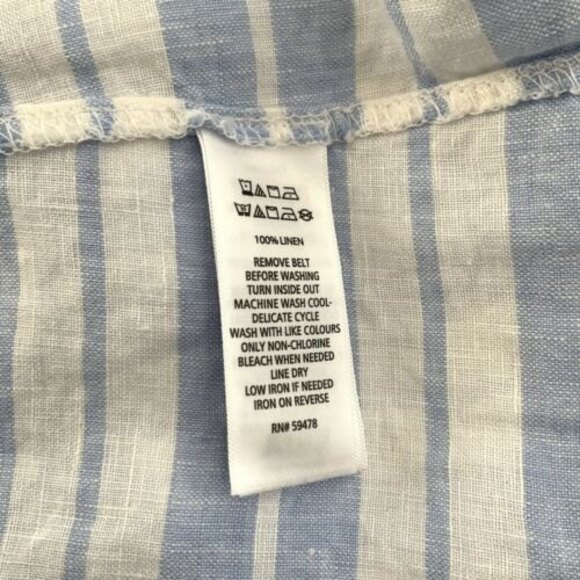 100% LINEN
REMOVE BELT
BEFORE WASHING
TURN INSIDE OUT
MACHINE WASH COOL-
DELICATE CYCLE
WASH WITH LIKE COLOURS
ONLY NON-CHLORINE
BLEACH WHEN NEEDED
LINE DRY
LOW IRON IF NEEDED
IRON ON REVERSE
RN# 59478